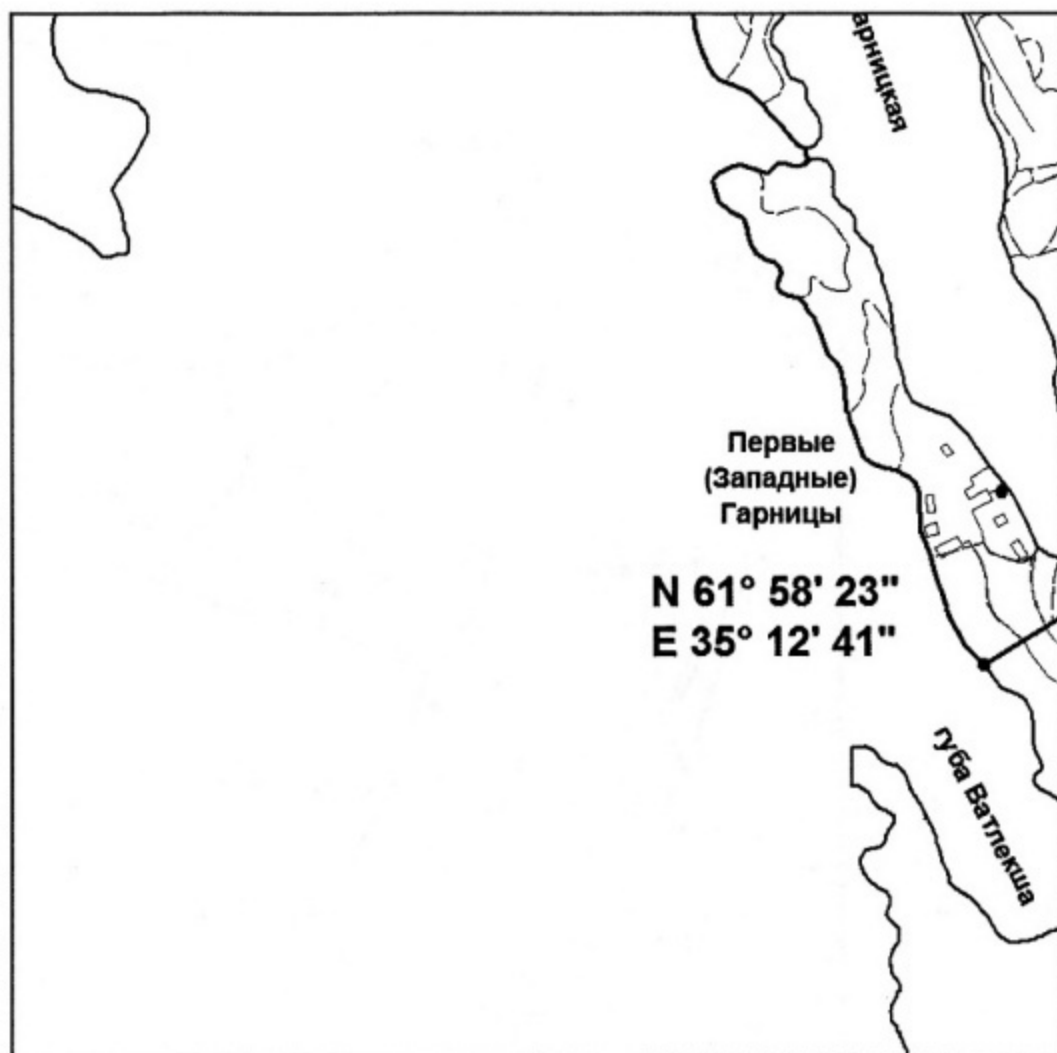 арницкая
Первые
(Западные)
Гарницы
N 61° 58' 23"
E 35° 12' 41"
губа Ватлекша